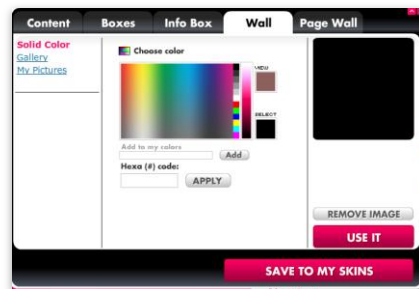 Content Boxes Info Box Wall Page Wall
Solid Color
Gallery
My Pictures
Choose color
VIEW
SELECT
Add to my colors
Add
Hexa (#) code:
APPLY
REMOVE IMAGE
USE IT
SAVE TO MY SKINS